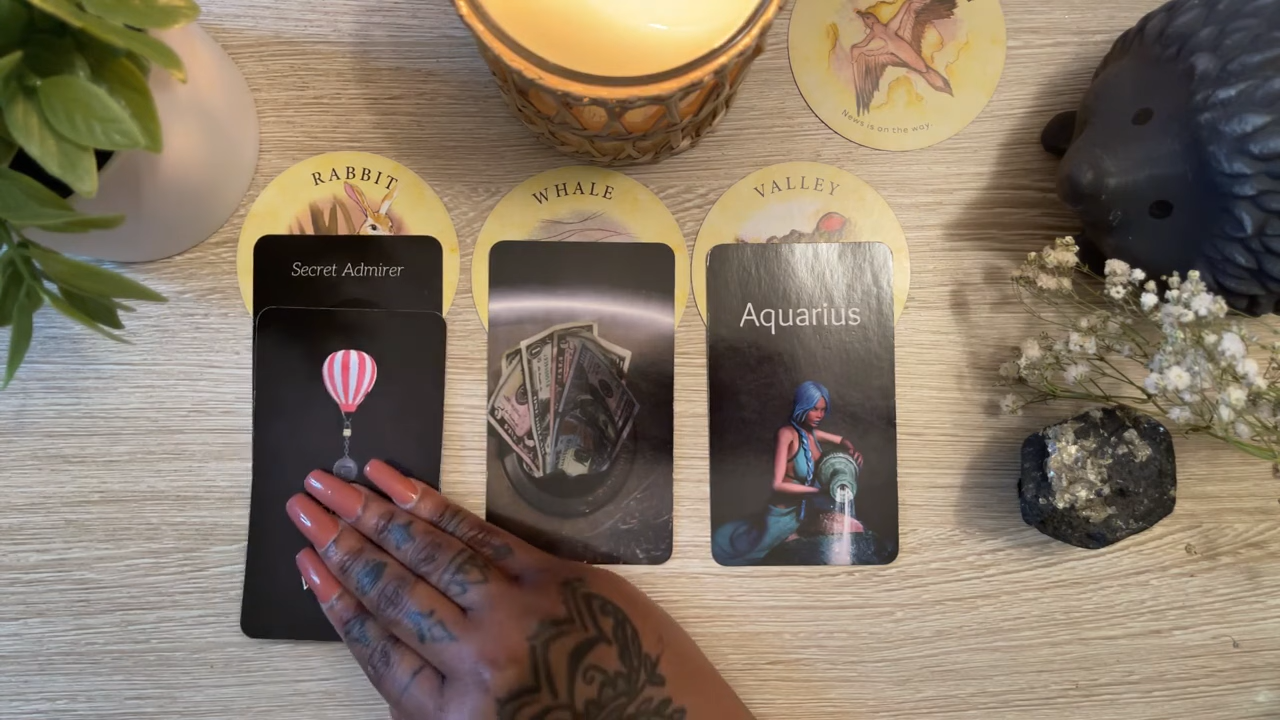 News is on the way.
RABBIT
WHALE
VALLEY
Secret Admirer
Aquarius